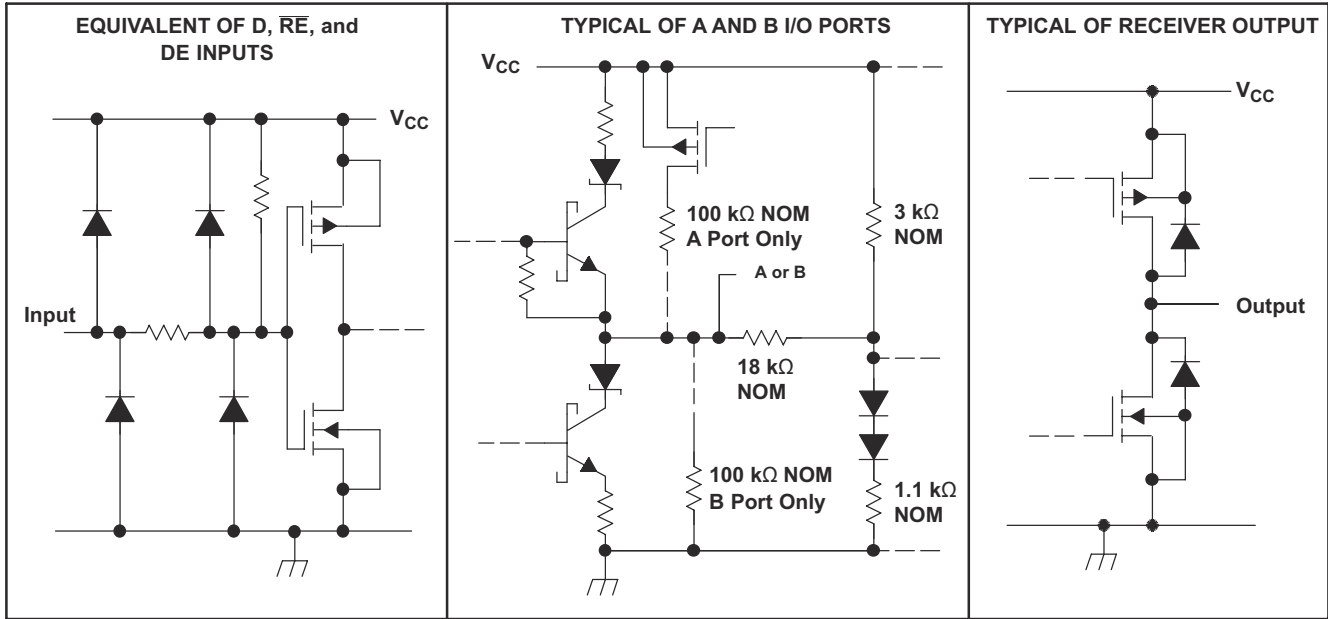 EQUIVALENT OF D, R̅E̅, and
DE INPUTS
VCC
Input
TYPICAL OF A AND B I/O PORTS
VCC
100 kΩ NOM
A Port Only
3 kΩ
NOM
A or B
18 kΩ
NOM
100 kΩ NOM
B Port Only
1.1 kΩ
NOM
TYPICAL OF RECEIVER OUTPUT
VCC
Output